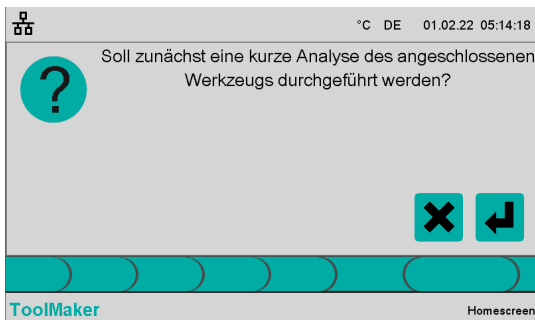 °C DE 01.02.22 05:14:18
Soll zunächst eine kurze Analyse des angeschlossenen
Werkzeugs durchgeführt werden?
?
ToolMaker Homescreen